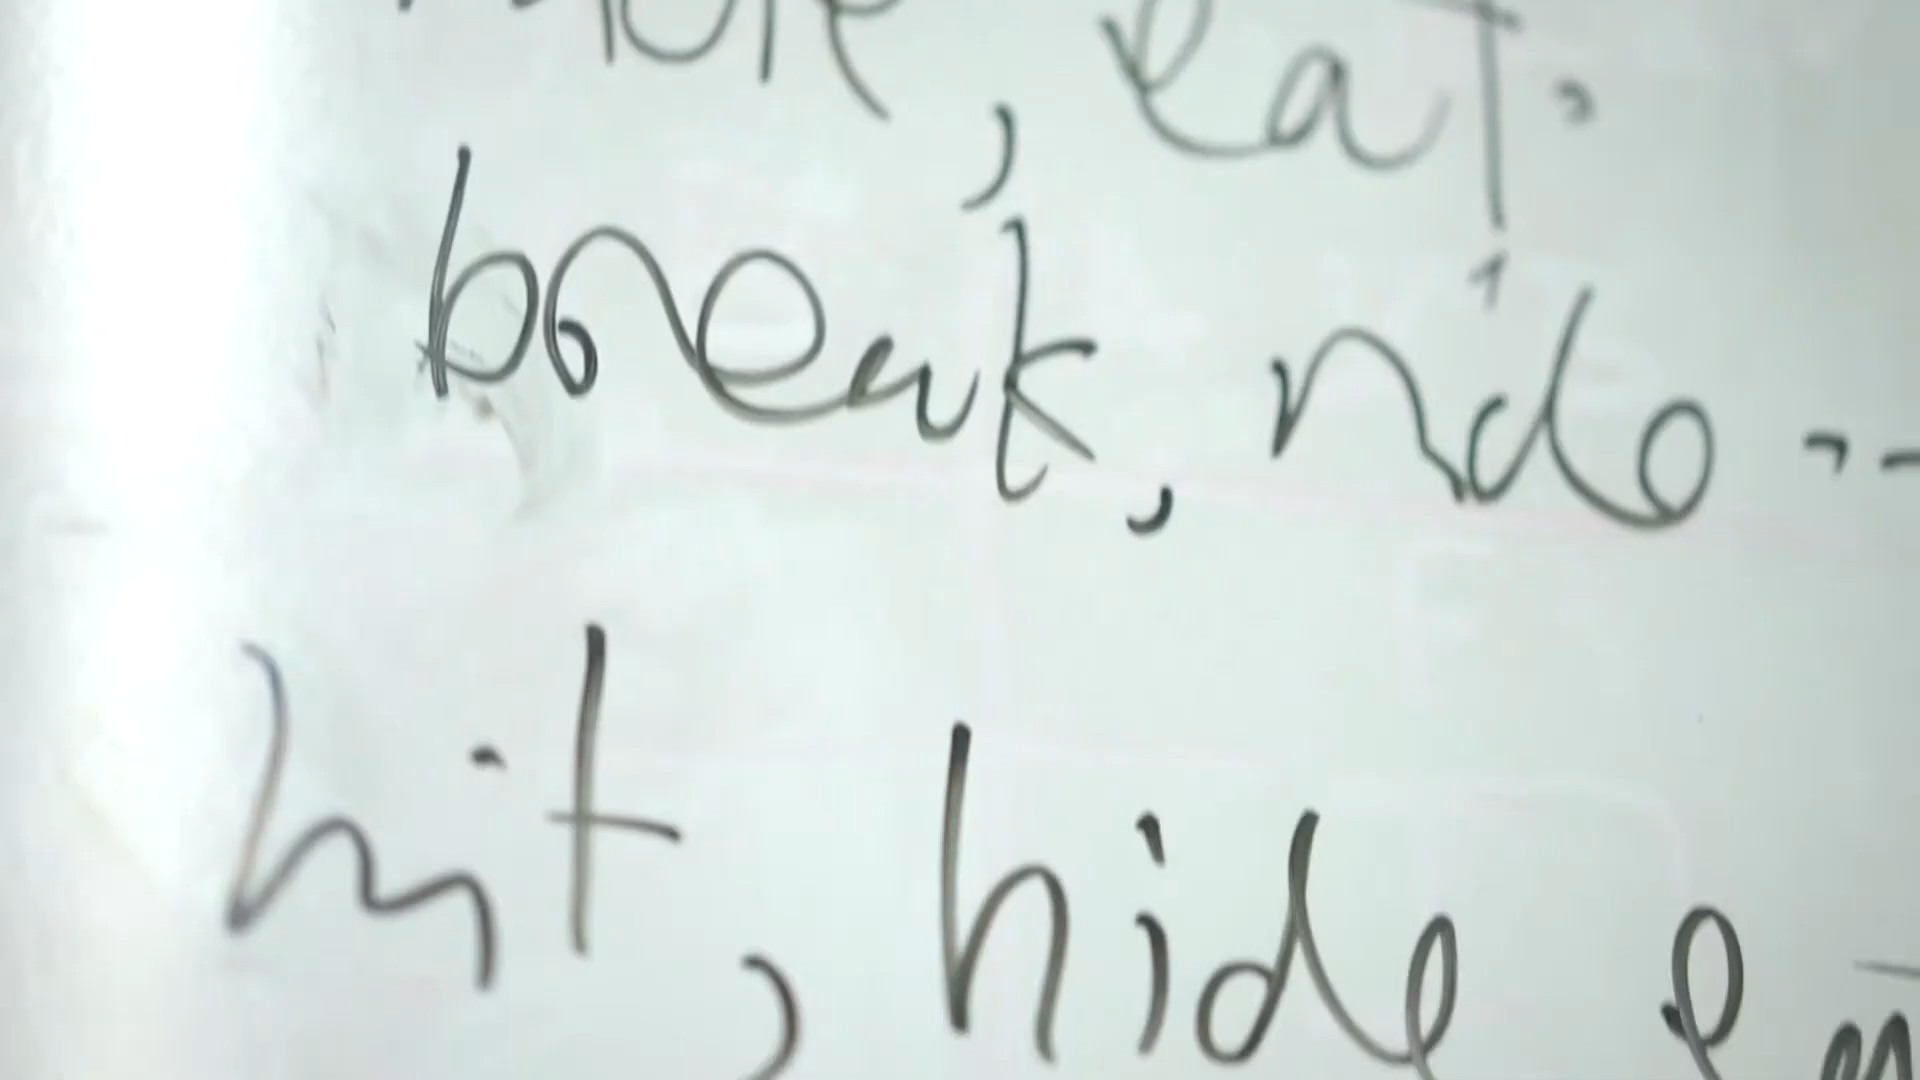 , eat,
break, ride --
hit, hide